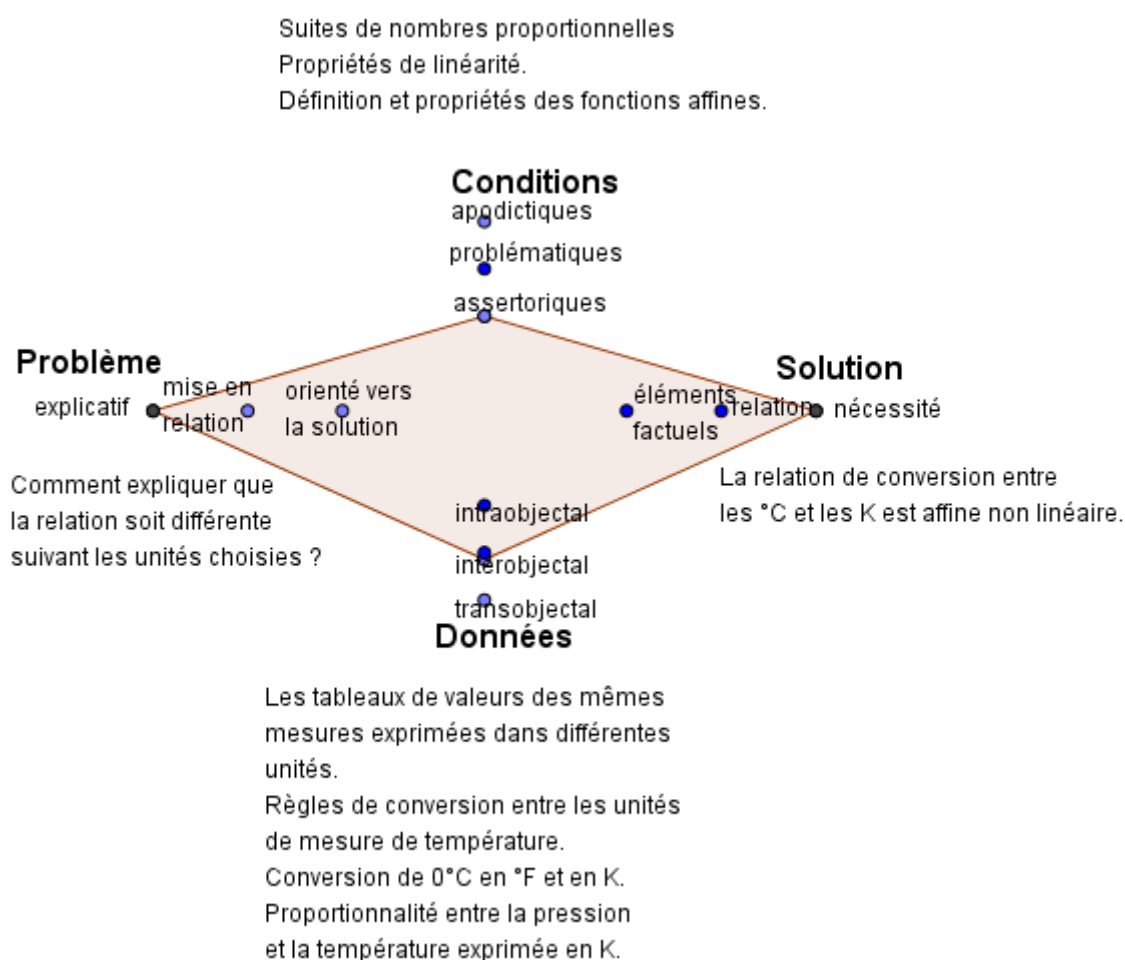 Suites de nombres proportionnelles
Propriétés de linéarité.
Définition et propriétés des fonctions affines.
Conditions
apodictiques
problématiques
assertoriques
Problème
explicatif
mise en
relation
orienté vers
la solution
Solution
éléments
factuels
relation
nécessité
Comment expliquer que
la relation soit différente
suivant les unités choisies ?
La relation de conversion entre
les °C et les K est affine non linéaire.
intraobjectal
interobjectal
transobjectal
Données
Les tableaux de valeurs des mêmes
mesures exprimées dans différentes
unités.
Règles de conversion entre les unités
de mesure de température.
Conversion de 0°C en °F et en K.
Proportionnalité entre la pression
et la température exprimée en K.